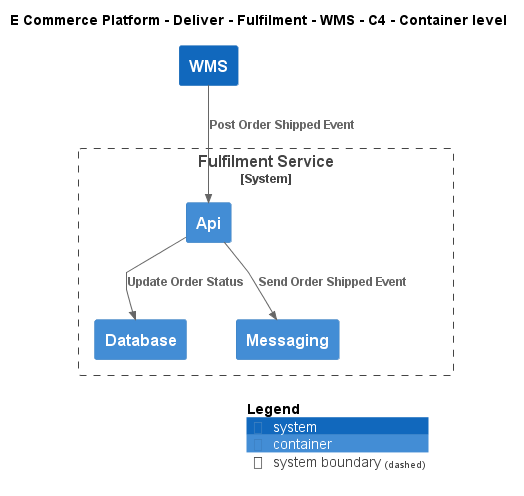 E Commerce Platform - Deliver - Fulfilment - WMS - C4 - Container level
WMS
Post Order Shipped Event
Fulfilment Service
[System]
Api
Update Order Status
Send Order Shipped Event
Database
Messaging
Legend
system
container
system boundary (dashed)